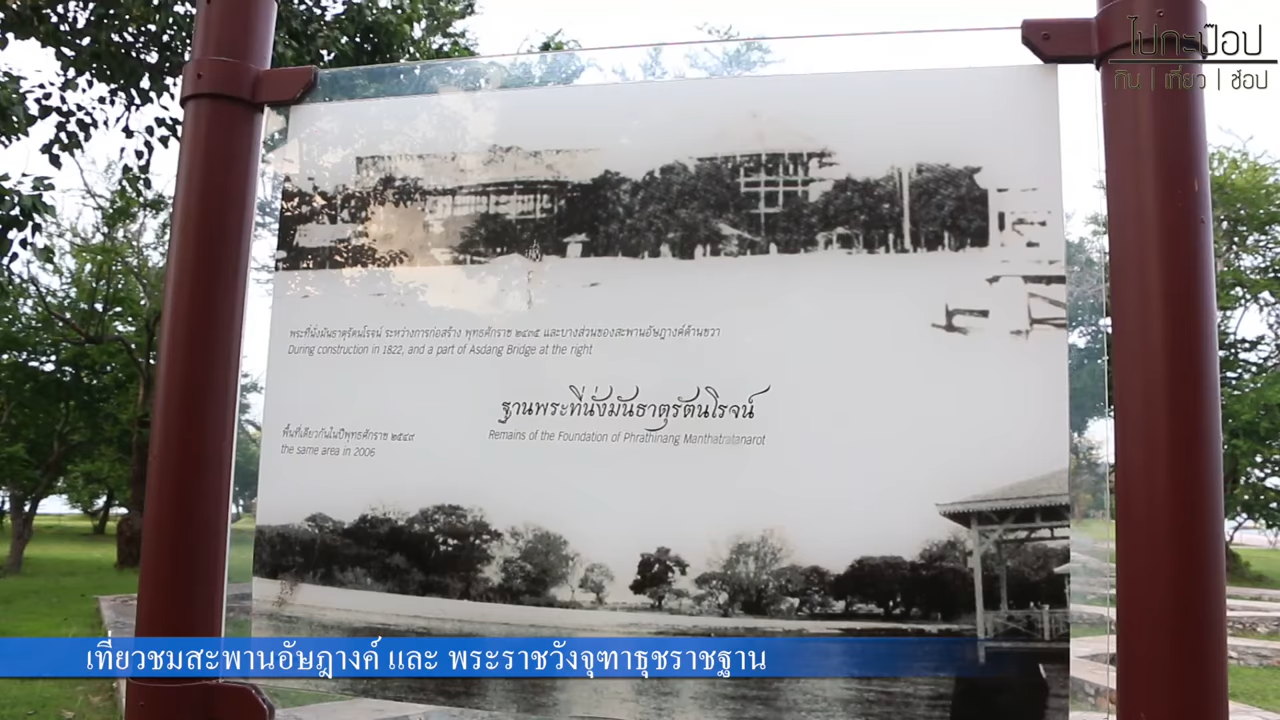 ไปกะป๊อป
กิน | เที่ยว | ช้อป
พระที่นั่งมันธาตุรัตนโรจน์ ระหว่างการก่อสร้าง พุทธศักราช ๒๔๓๕ และบางส่วนของสะพานอัษฎางค์ด้านขวา
During construction in 1822, and a part of Asdang Bridge at the right
ฐานพระที่นั่งมันธาตุรัตนโรจน์
Remains of the Foundation of Phrathinang Manthatratanarot
พื้นที่เดียวกันในปีพุทธศักราช ๒๕๔๙
the same area in 2006
เที่ยวชมสะพานอัษฎางค์ และ พระราชวังจุฑาธุชราชฐาน